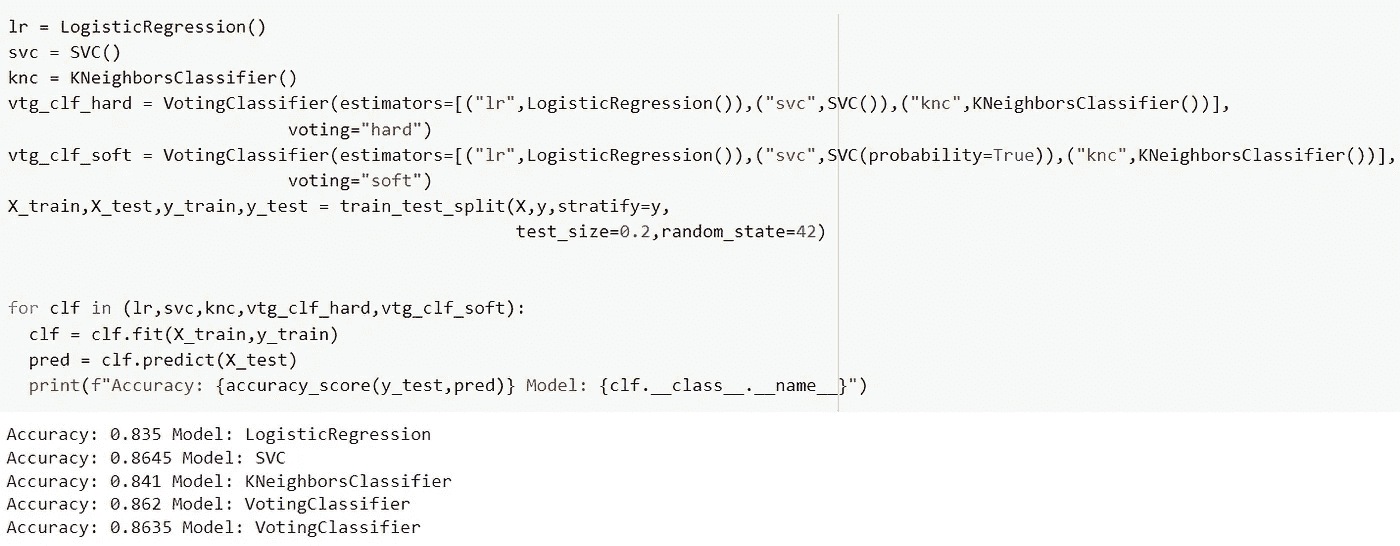 lr = LogisticRegression()
svc = SVC()
knc = KNeighborsClassifier()
vtg_clf_hard = VotingClassifier(estimators=[("lr",LogisticRegression()),("svc",SVC()),("knc",KNeighborsClassifier())],
voting="hard")
vtg_clf_soft = VotingClassifier(estimators=[("lr",LogisticRegression()),("svc",SVC(probability=True)),("knc",KNeighborsClassifier())],
voting="soft")
X_train,X_test,y_train,y_test = train_test_split(X,y,stratify=y,
test_size=0.2,random_state=42)
for clf in (lr,svc,knc,vtg_clf_hard,vtg_clf_soft):
clf = clf.fit(X_train,y_train)
pred = clf.predict(X_test)
print(f"Accuracy: {accuracy_score(y_test,pred)} Model: {clf.__class__.__name__}")
Accuracy: 0.835 Model: LogisticRegression
Accuracy: 0.8645 Model: SVC
Accuracy: 0.841 Model: KNeighborsClassifier
Accuracy: 0.862 Model: VotingClassifier
Accuracy: 0.8635 Model: VotingClassifier